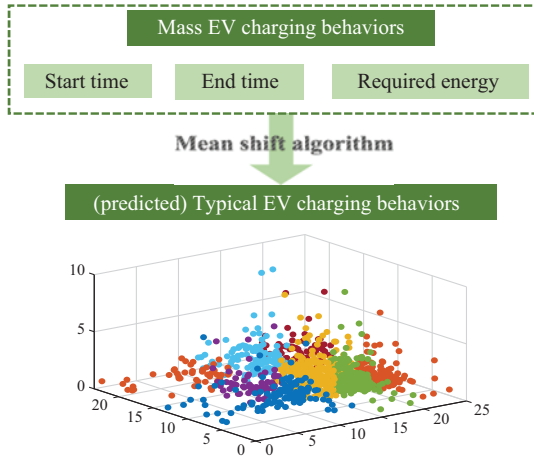 Mass EV charging behaviors
Start time
End time
Required energy
Mean shift algorithm
(predicted) Typical EV charging behaviors
10
5
0
20
15
10
5
0
0
5
10
15
20
25